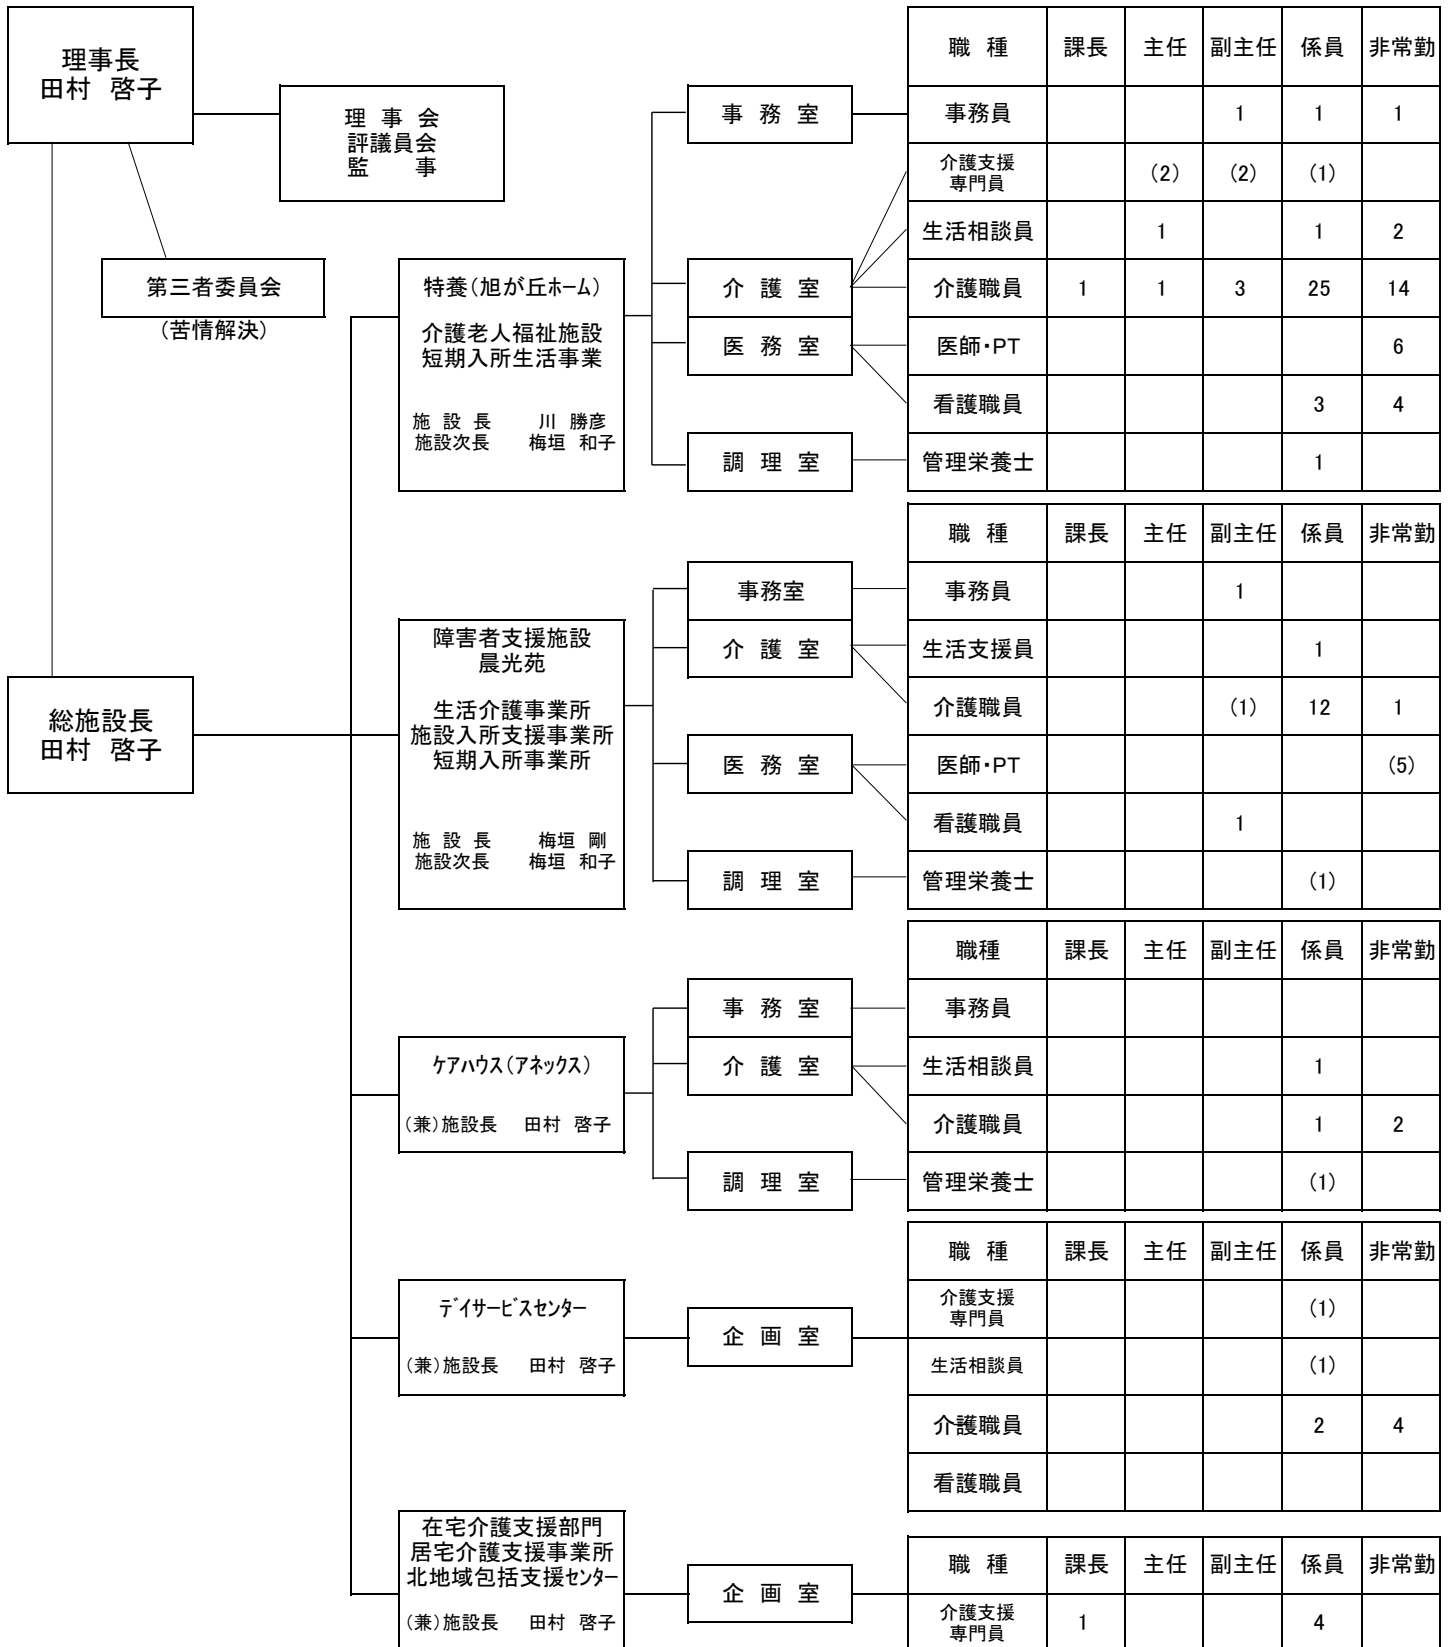 理事長
田村 啓子
理 事 会
評議員会
監 事
第三者委員会
(苦情解決)
総施設長
田村 啓子
特養(旭が丘ホーム)
介護老人福祉施設
短期入所生活事業
施 設 長 川 勝彦
施設次長 梅垣 和子
事 務 室
介 護 室
医 務 室
調 理 室
職 種 課長 主任 副主任 係員 非常勤
事務員 1 1 1
介護支援
専門員 (2) (2) (1)
生活相談員 1 1 2
介護職員 1 1 3 25 14
医師・PT 6
看護職員 3 4
管理栄養士 1
障害者支援施設
晨光苑
生活介護事業所
施設入所支援事業所
短期入所事業所
施 設 長 梅垣 剛
施設次長 梅垣 和子
事務室
介 護 室
医 務 室
調 理 室
職 種 課長 主任 副主任 係員 非常勤
事務員 1
生活支援員 1
介護職員 (1) 12 1
医師・PT (5)
看護職員 1
管理栄養士 (1)
ケアハウス(アネックス)
(兼)施設長 田村 啓子
事 務 室
介 護 室
調 理 室
職種 課長 主任 副主任 係員 非常勤
事務員
生活相談員 1
介護職員 1 2
管理栄養士 (1)
デイサービスセンター
(兼)施設長 田村 啓子
企 画 室
職 種 課長 主任 副主任 係員 非常勤
介護支援
専門員 (1)
生活相談員 (1)
介護職員 2 4
看護職員
在宅介護支援部門
居宅介護支援事業所
北地域包括支援センター
(兼)施設長 田村 啓子
企 画 室
職 種 課長 主任 副主任 係員 非常勤
介護支援
専門員 1 4